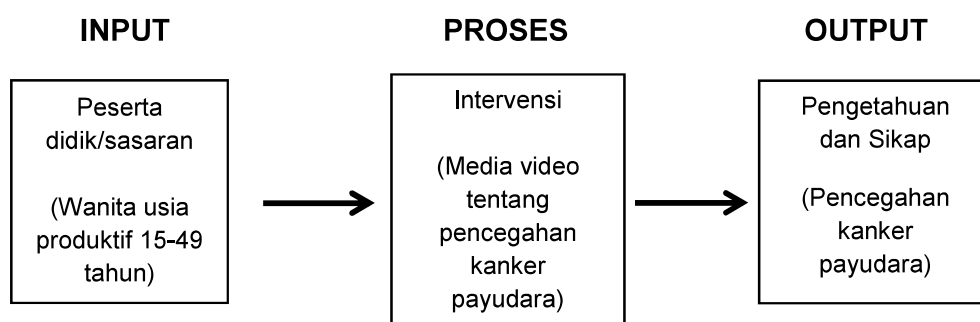 INPUT
PROSES
OUTPUT
Peserta
didik/sasaran
(Wanita usia
produktif 15-49
tahun)
Intervensi
(Media video
tentang
pencegahan
kanker
payudara)
Pengetahuan
dan Sikap
(Pencegahan
kanker
payudara)